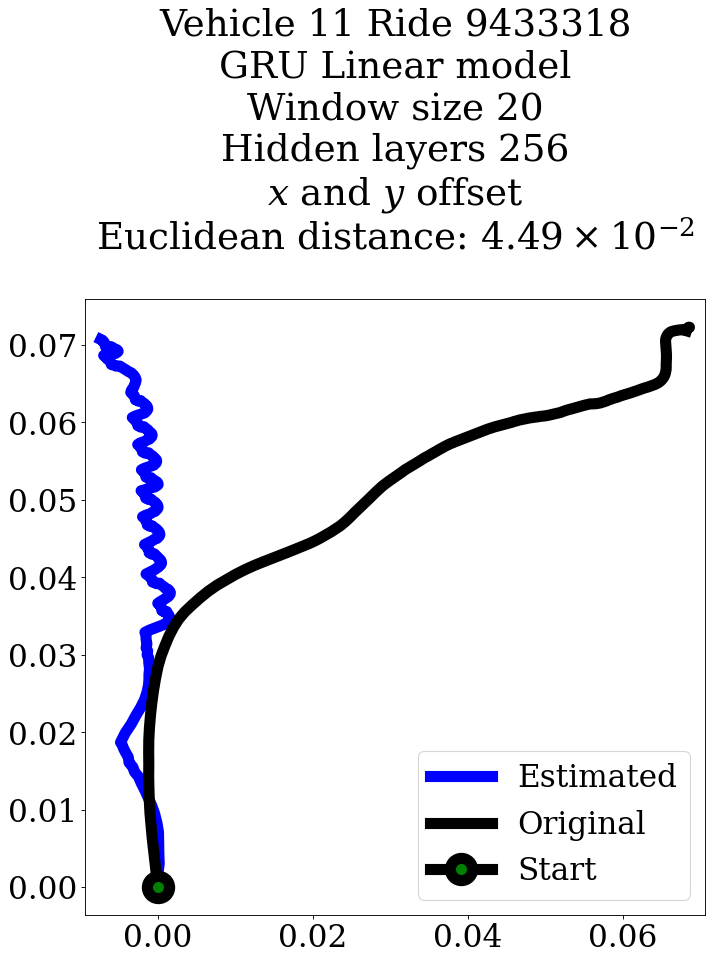 Vehicle 11 Ride 9433318
GRU Linear model
Window size 20
Hidden layers 256
x and y offset
Euclidean distance: 4.49 × 10⁻²
0.07
0.06
0.05
0.04
0.03
0.02
0.01
0.00
Estimated
Original
Start
0.00 0.02 0.04 0.06